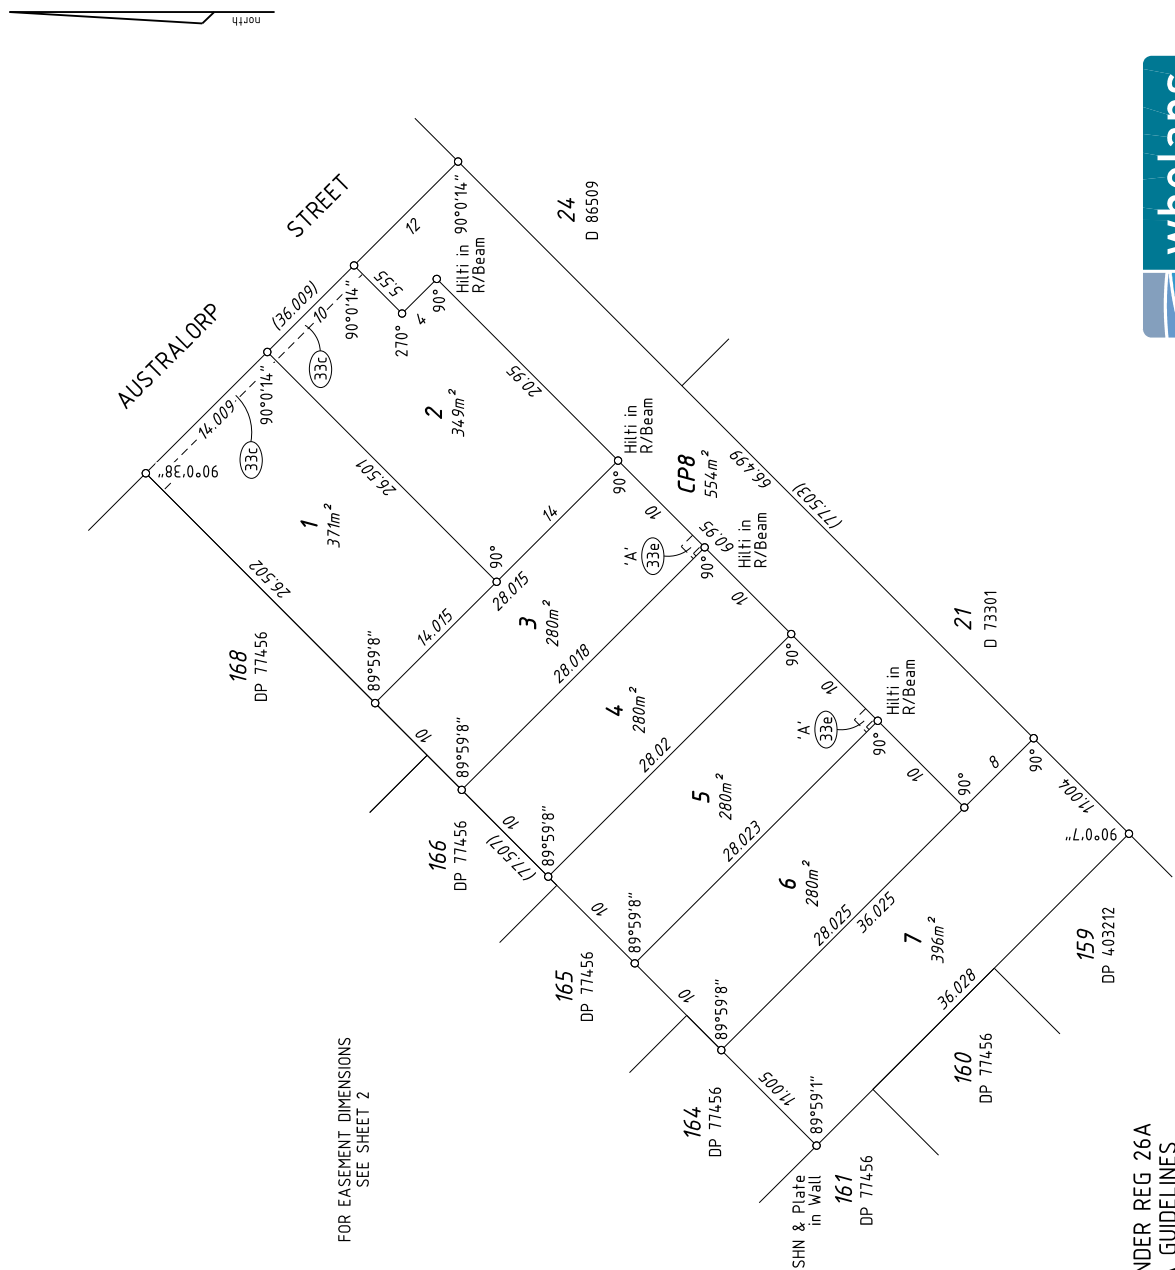 north
AUSTRALORP STREET
(36.009)
14.009
10
12
33c
33c
90°0'38"
90°0'14"
90°0'14"
90°0'14"
5.55
4
270°
90°
Hilti in
R/Beam
24
D 86509
26.502
1
371m²
26.501
2
349m²
20.95
168
DP 77456
14.015
14
28.015
90°
90°
Hilti in
R/Beam
CP8
554m²
66.499
(77.503)
60.95
89°59'8"
10
3
280m²
10
'A'
33e
90°
Hilti in
R/Beam
89°59'8"
28.018
10
(77.507)
166
DP 77456
4
280m²
10
90°
21
D 73301
89°59'8"
28.02
10
165
DP 77456
5
280m²
10
'A'
33e
90°
Hilti in
R/Beam
89°59'8"
28.023
10
6
280m²
10
90°
8
90°
89°59'8"
28.025
36.025
11.004
90°0'7"
164
DP 77456
11.005
7
396m²
89°59'1"
36.028
159
DP 403212
160
DP 77456
161
DP 77456
SHN & Plate
in Wall
FOR EASEMENT DIMENSIONS
SEE SHEET 2
whelans
NDER REG 26A
GUIDELINES